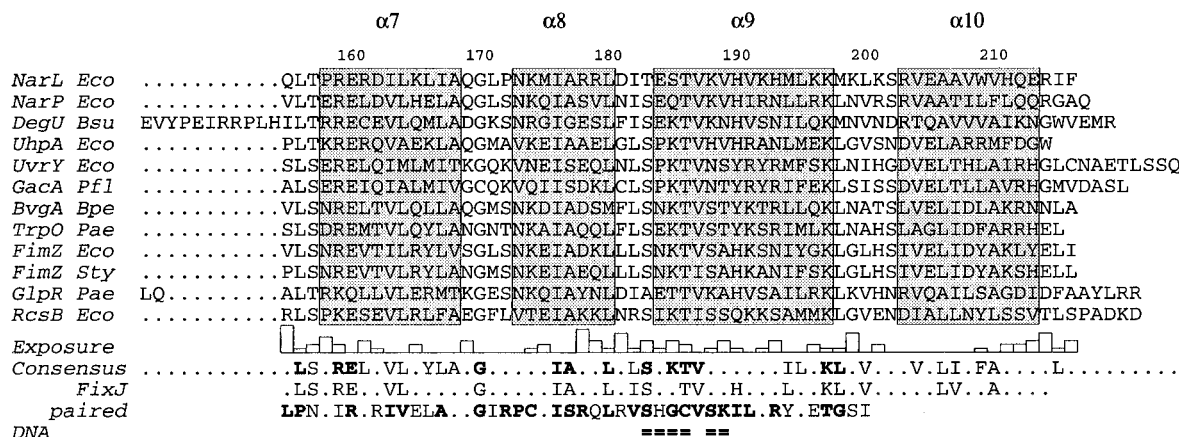 α7 α8 α9 α10
160 170 180 190 200 210
NarL Eco ...............QLTPRERDILKLIAQGLPNKMIARRLDITESTVKVHVKHMLKKMKLKSRVEAAVWVHQERIF
NarP Eco ...............VLTERELDVLHELAQGLSNKQIASVLNISEQTVKVHIRNLLRKLNVRSRVAATILFLQQRGAQ
DegU Bsu EVYPEIRRPLHILTRRECEVLQMLADGKSNRGIGESLFISEKTVKNHVSNILQKMNVNDRTQAVVVAIKNGWVEMR
UhpA Eco ...............PLTKRERQVAEKLAQGMAVKEIAAELGLSPKTVHVHRANLMEKLGVSNDVELARRMFDGW
UvrY Eco ...............SLSERELQIMLMITKGQKVNEISEQLNLSPKTVNSYRYRMFSKLNIHGDVELTHLAIRHGLCNAETLSSQ
GacA Pfl ...............ALSEREIQIALMIVGCQKVQIISDKLCLSPKTVNTYRYRIFEKLSISSDVELTLLAVRHGMVDASL
BvgA Bpe ...............VLSNRELTVLQLLAQGMSNKDIADSMFLSNKTVSTYKTRLLQKLNATSLVELIDLAKRNNLA
TrpO Pae ...............SLSDREMTVLQYLANGNTNKAIAQQLFLSEKTVSTYKSRIMLKLNAHSLAGLIDFARRHEL
FimZ Eco ...............VLSNREVTILRYLVSGLSNKEIADKLLLSNKTVSAHKSNIYGKLGLHSIVELIDYAKLYELI
FimZ Sty ...............PLSNREVTVLRYLANGMSNKEIAEQLLLSNKTISAHKANIFSKLGLHSIVELIDYAKSHELL
GlpR Pae LQ.............ALTRKQLLVLERMTKGESNKQIAYNLDIAETTVKAHVSAILRKLKVHNRVQAILSAGDIDFAAYLRR
RcsB Eco ...............RLSPKESEVLRLFAEGFLVTEIAKKLNRSIKTISSQKKSAMMKLGVENDIALLNYLSSVTLSPADKD
Exposure
Consensus ................LS.REL.VL.YLA.G......IA..L.LS.KTV.......IL.KL.V...V.LI.FA....L............
FixJ LS.RE..VL......G......IA..L.IS..TV..H....L.KL.V....VL.V.A....
paired LPN.IR.RIVELA.GIRPC.ISRQLRVSHGCVSKIL.RY.ETGSI
DNA ==== ==